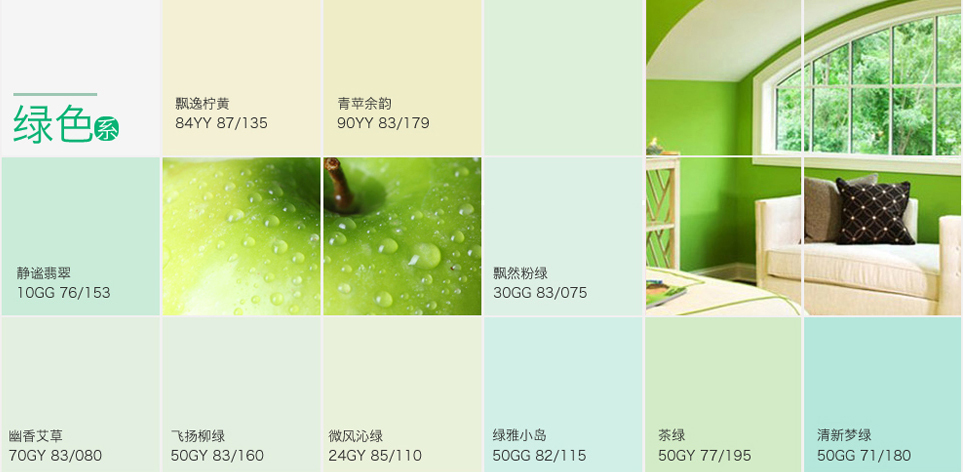 绿色系
飘逸柠黄
84YY 87/135
青苹余韵
90YY 83/179
静谧翡翠
10GG 76/153
飘然粉绿
30GG 83/075
幽香艾草
70GY 83/080
飞扬柳绿
50GY 83/160
微风沁绿
24GY 85/110
绿雅小岛
50GG 82/115
茶绿
50GY 77/195
清新梦绿
50GG 71/180